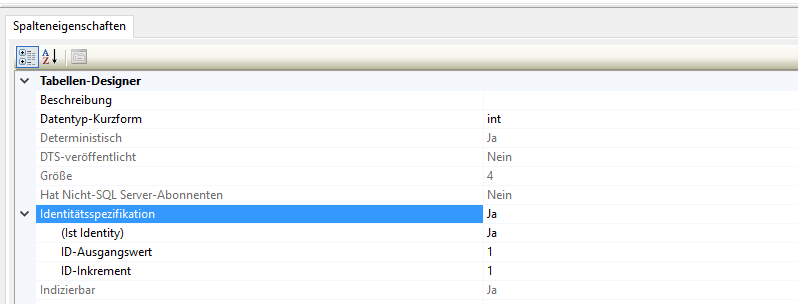 Spalteneigenschaften
Tabellen-Designer
Beschreibung
Datentyp-Kurzform int
Deterministisch Ja
DTS-veröffentlicht Nein
Größe 4
Hat Nicht-SQL Server-Abonnenten Nein
Identitätsspezifikation Ja
(Ist Identity) Ja
ID-Ausgangswert 1
ID-Inkrement 1
Indizierbar Ja